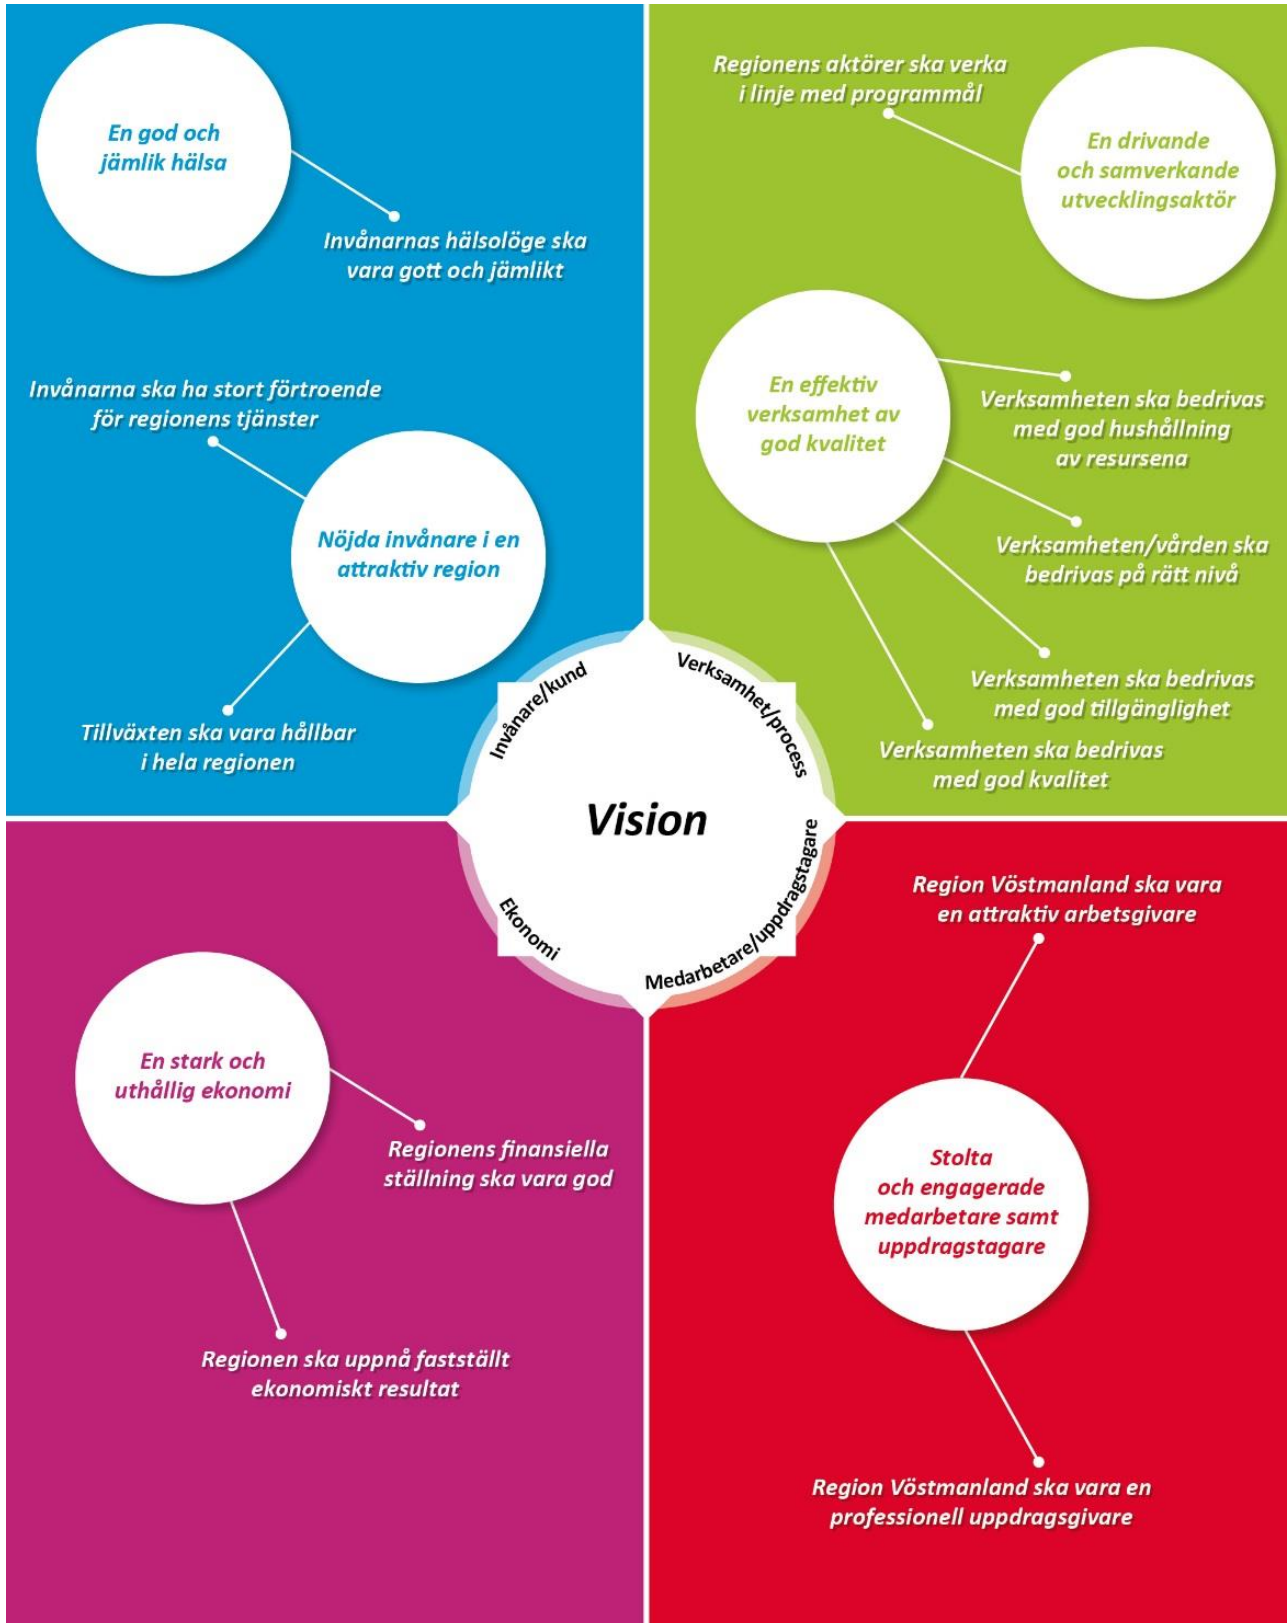 En god och
jämlik hälsa
Invånarnas hälsolöge ska
vara gott och jämlikt
Invånarna ska ha stort förtroende
för regionens tjänster
Nöjda invånare i en
attraktiv region
Tillväxten ska vara hållbar
i hela regionen
Regionens aktörer ska verka
i linje med programmål
En drivande
och samverkande
utvecklingsaktör
En effektiv
verksamhet av
god kvalitet
Verksamheten ska bedrivas
med god hushållning
av resursena
Verksamheten/vården ska
bedrivas på rätt nivå
Verksamheten ska bedrivas
med god tillgänglighet
Verksamheten ska bedrivas
med god kvalitet
Invånare/kund
Verksamhet/process
Vision
Ekonomi
Medarbetare/uppdragstagare
En stark och
uthållig ekonomi
Regionens finansiella
ställning ska vara god
Regionen ska uppnå fastställt
ekonomiskt resultat
Region Vöstmanland ska vara
en attraktiv arbetsgivare
Stolta
och engagerade
medarbetare samt
uppdragstagare
Region Vöstmanland ska vara en
professionell uppdragsgivare